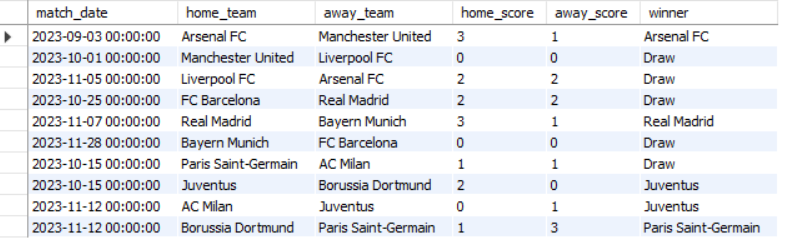 match_date home_team away_team home_score away_score winner
2023-09-03 00:00:00 Arsenal FC Manchester United 3 1 Arsenal FC
2023-10-01 00:00:00 Manchester United Liverpool FC 0 0 Draw
2023-11-05 00:00:00 Liverpool FC Arsenal FC 2 2 Draw
2023-10-25 00:00:00 FC Barcelona Real Madrid 2 2 Draw
2023-11-07 00:00:00 Real Madrid Bayern Munich 3 1 Real Madrid
2023-11-28 00:00:00 Bayern Munich FC Barcelona 0 0 Draw
2023-10-15 00:00:00 Paris Saint-Germain AC Milan 1 1 Draw
2023-10-15 00:00:00 Juventus Borussia Dortmund 2 0 Juventus
2023-11-12 00:00:00 AC Milan Juventus 0 1 Juventus
2023-11-12 00:00:00 Borussia Dortmund Paris Saint-Germain 1 3 Paris Saint-Germain